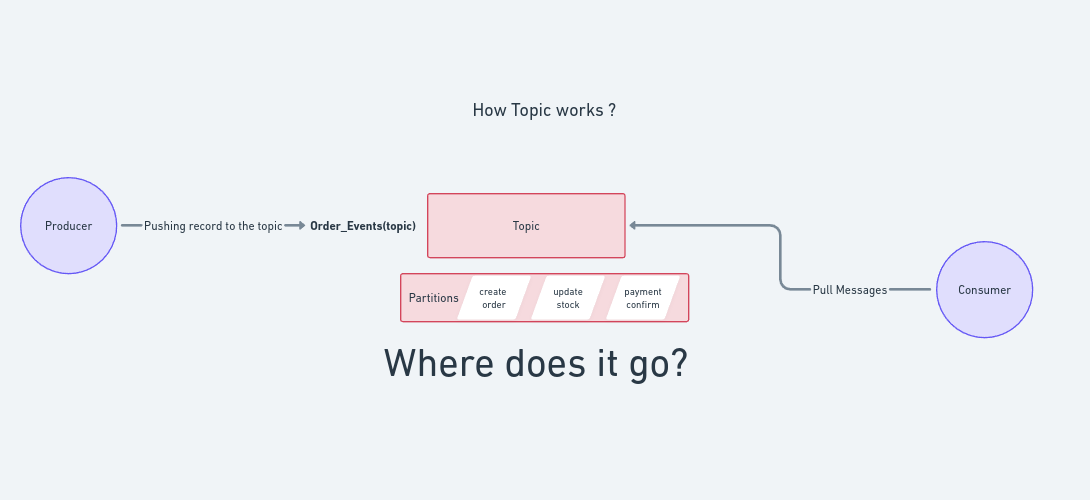 How Topic works ?
Producer
Pushing record to the topic
Order_Events(topic)
Topic
Pull Messages
Consumer
Partitions
create
order
update
stock
payment
confirm
Where does it go?